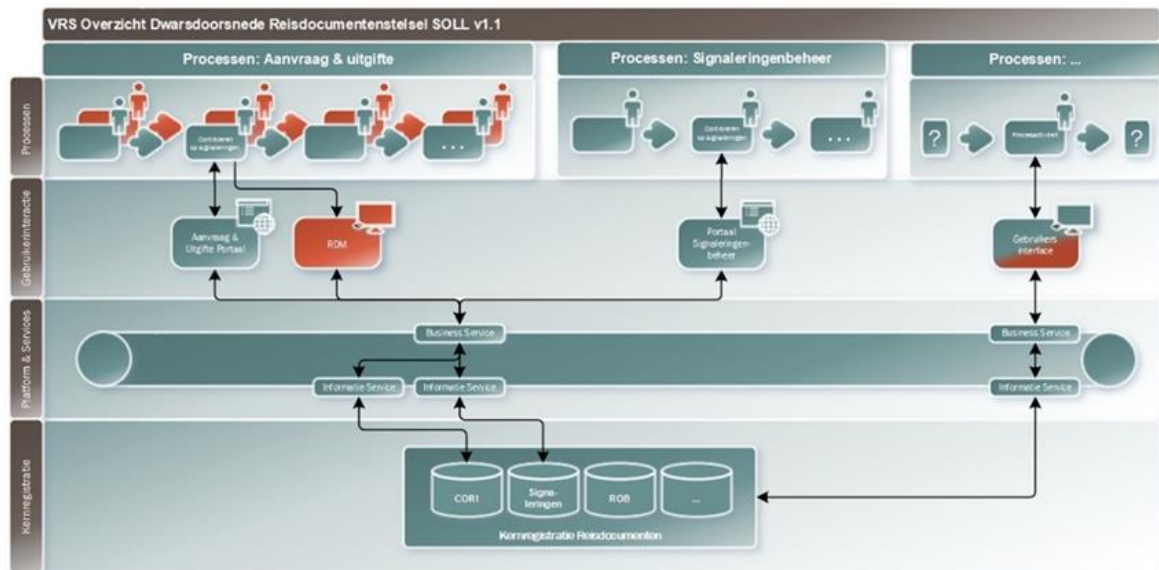 VRS Overzicht Dwarsdoorsnede Reisdocumentenstelsel SOLL v1.1
Processen: Aanvraag & uitgifte
Processen: Signaleringenbeheer
Processen: ...
Processen
Controleren
op signaleringen
...
Controleren
op signaleringen
...
?
Procesactiviteit
?
Gebruikerinteractie
Aanvraag &
Uitgifte Portaal
RDM
Portaal
Signaleringen-
beheer
Gebruikers
interface
Platform & Services
Business Service
Business Service
Informatie Service
Informatie Service
Informatie Service
Kernregistratie
CORI
Signa-
leringen
ROB
...
Kernregistratie Reisdocumenten